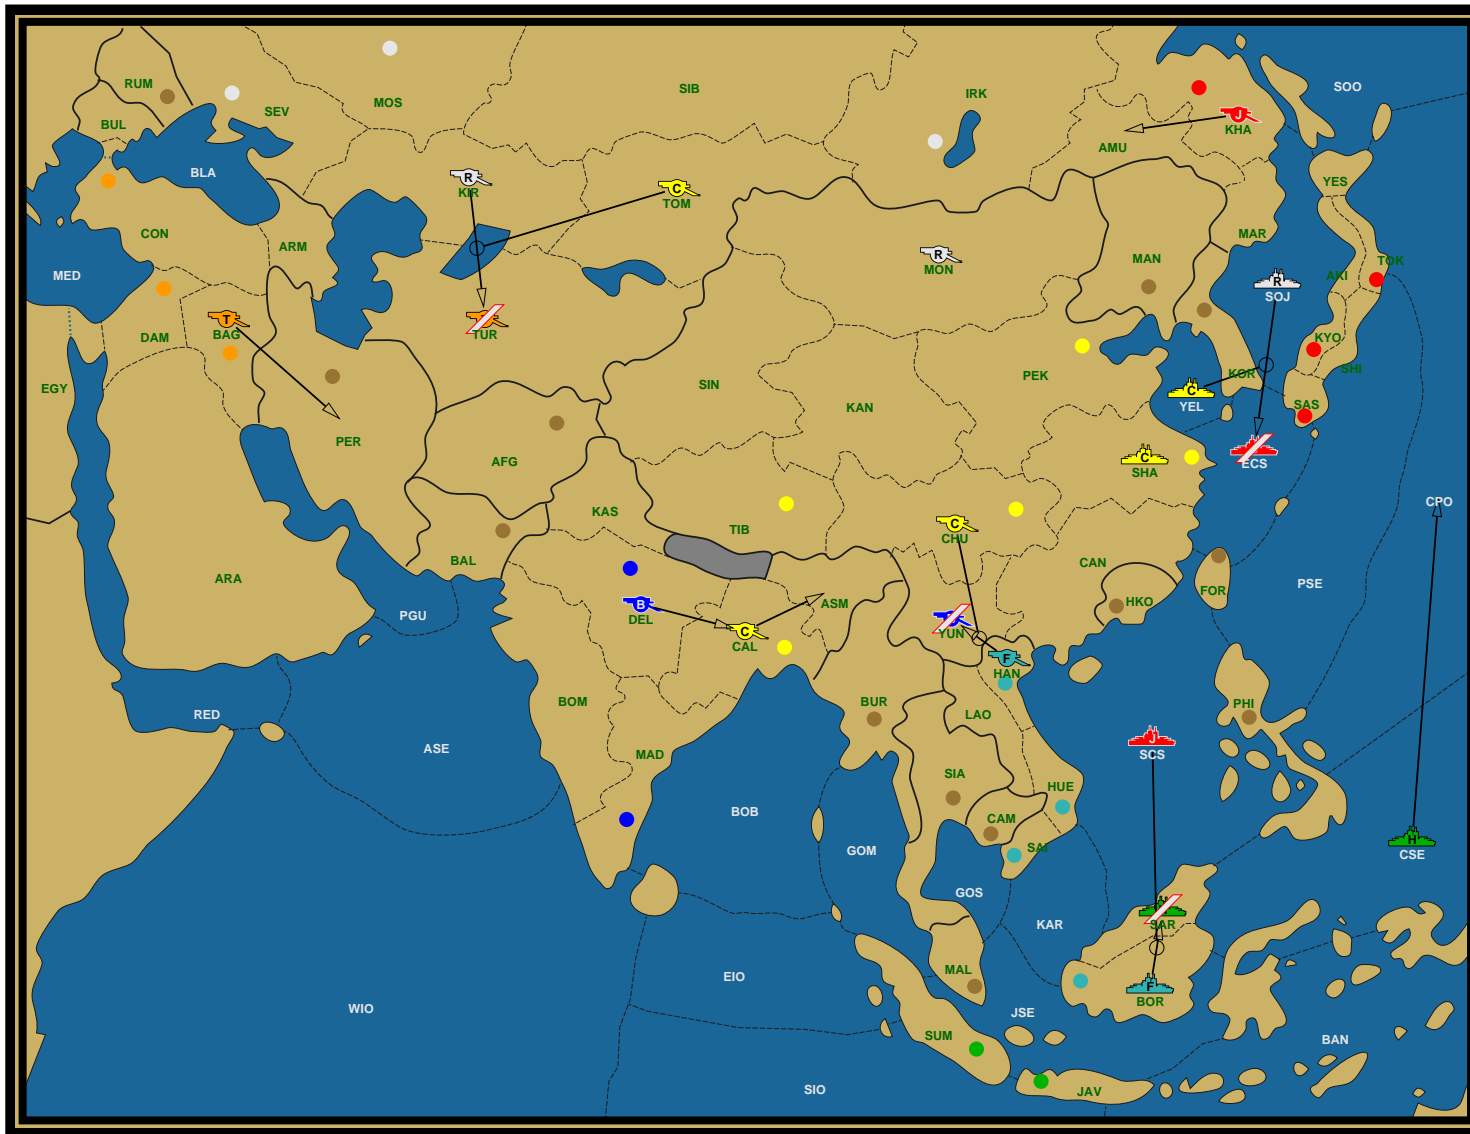 RUM
MOS
SIB
IRK
SOO
SEV
BUL
J
KHA
AMU
BLA
R
KIR
C
TOM
YES
CON
ARM
MAR
MED
R
MON
MAN
TOK
AKI
R
SOJ
DAM
T
BAG
TUR
KYO
SHI
EGY
SIN
PEK
KOR
KAN
C
YEL
SAS
PER
AFG
C
SHA
ECS
KAS
TIB
CPO
C
CHU
BAL
CAN
ARA
PGU
B
DEL
ASM
HKO
FOR
PSE
C
CAL
YUN
F
HAN
RED
ASE
BOM
MAD
BUR
LAO
PHI
J
SCS
SIA
HUE
BOB
CAM
SAI
GOM
GOS
H
CSE
KAR
SAR
EIO
MAL
F
BOR
WIO
JSE
SUM
BAN
SIO
JAV